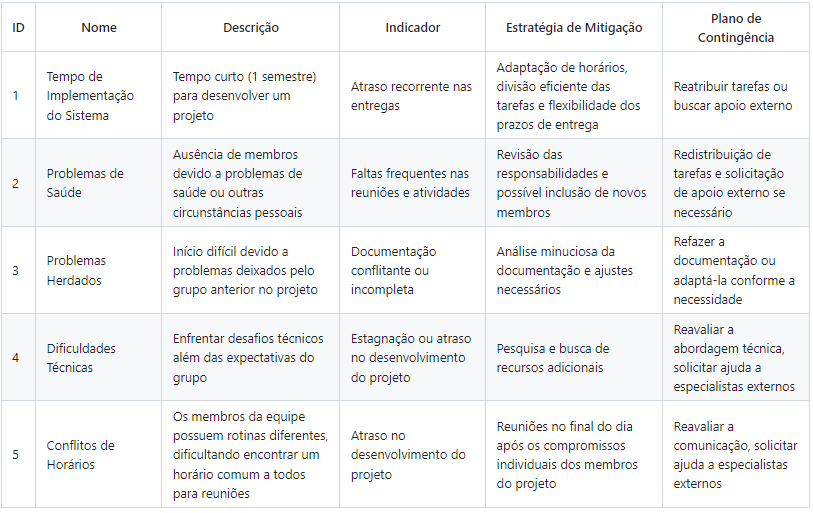 ID
Nome
Descrição
Indicador
Estratégia de Mitigação
Plano de
Contingência
1
Tempo de
Implementação
do Sistema
Tempo curto (1 semestre)
para desenvolver um
projeto
Atraso recorrente nas
entregas
Adaptação de horários,
divisão eficiente das
tarefas e flexibilidade dos
prazos de entrega
Reatribuir tarefas ou
buscar apoio externo
2
Problemas de
Saúde
Ausência de membros
devido a problemas de
saúde ou outras
circunstâncias pessoais
Faltas frequentes nas
reuniões e atividades
Revisão das
responsabilidades e
possível inclusão de novos
membros
Redistribuição de
tarefas e solicitação
de apoio externo se
necessário
3
Problemas
Herdados
Início difícil devido a
problemas deixados pelo
grupo anterior no projeto
Documentação
conflitante ou
incompleta
Análise minuciosa da
documentação e ajustes
necessários
Refazer a
documentação ou
adaptá-la conforme a
necessidade
4
Dificuldades
Técnicas
Enfrentar desafios técnicos
além das expectativas do
grupo
Estagnação ou atraso
no desenvolvimento
do projeto
Pesquisa e busca de
recursos adicionais
Reavaliar a
abordagem técnica,
solicitar ajuda a
especialistas externos
5
Conflitos de
Horários
Os membros da equipe
possuem rotinas diferentes,
dificultando encontrar um
horário comum a todos
para reuniões
Atraso no
desenvolvimento do
projeto
Reuniões no final do dia
após os compromissos
individuais dos membros
do projeto
Reavaliar a
comunicação, solicitar
ajuda a especialistas
externos